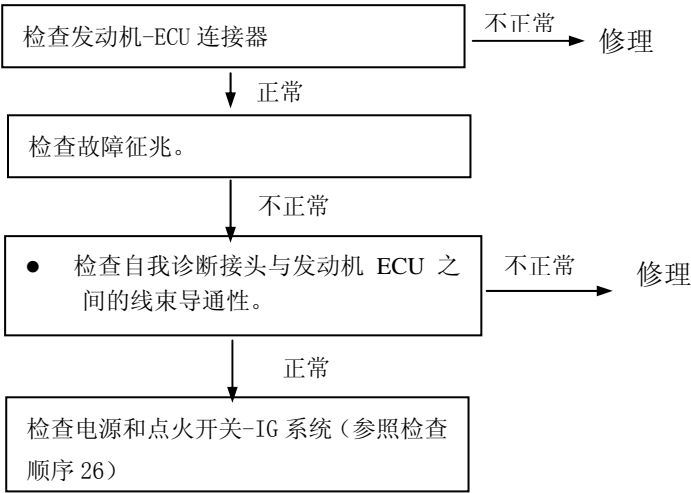 检查发动机-ECU 连接器
不正常
修理
正常
检查故障征兆。
不正常
● 检查自我诊断接头与发动机 ECU 之
间的线束导通性。
不正常
修理
正常
检查电源和点火开关-IG 系统（参照检查
顺序 26）